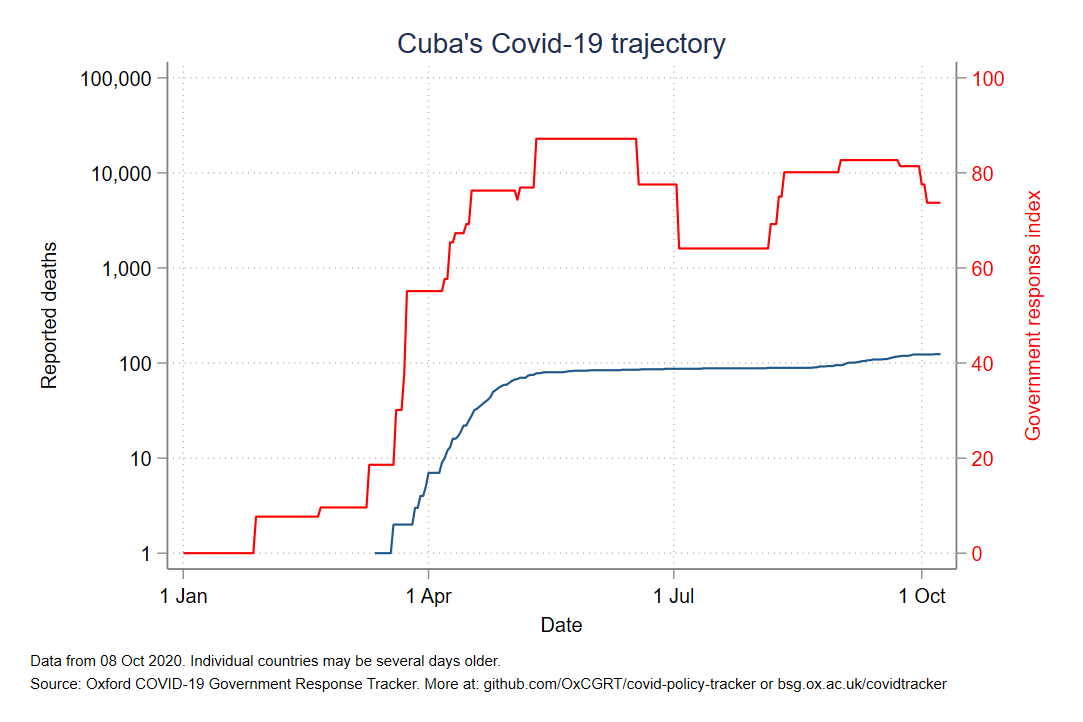 Cuba's Covid-19 trajectory
100,000
10,000
1,000
100
10
1
Reported deaths
100
80
60
40
20
0
Government response index
1 Jan
1 Apr
1 Jul
1 Oct
Date
Data from 08 Oct 2020. Individual countries may be several days older.
Source: Oxford COVID-19 Government Response Tracker. More at: github.com/OxCGRT/covid-policy-tracker or bsg.ox.ac.uk/covidtracker